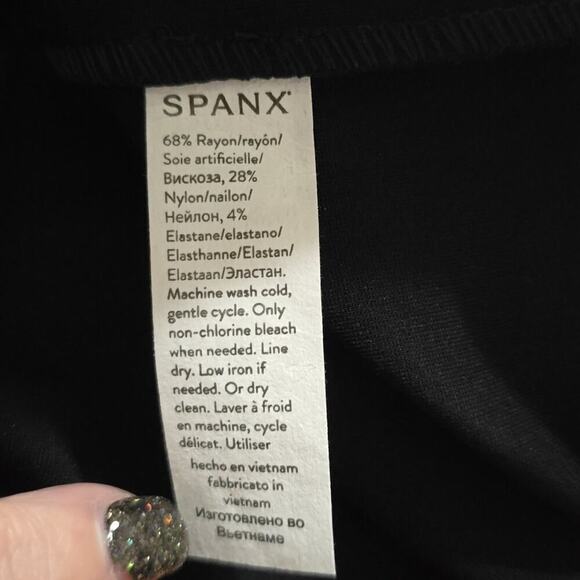 SPANX
68% Rayon/rayón/
Soie artificielle/
Вискоза, 28%
Nylon/nailon/
Нейлон, 4%
Elastane/elastano/
Elasthanne/Elastan/
Elastaan/Эластан.
Machine wash cold,
gentle cycle. Only
non-chlorine bleach
when needed. Line
dry. Low iron if
needed. Or dry
clean. Laver à froid
en machine, cycle
délicat. Utiliser
hecho en vietnam
fabbricato in
vietnam
Изготовлено во
Вьетнаме